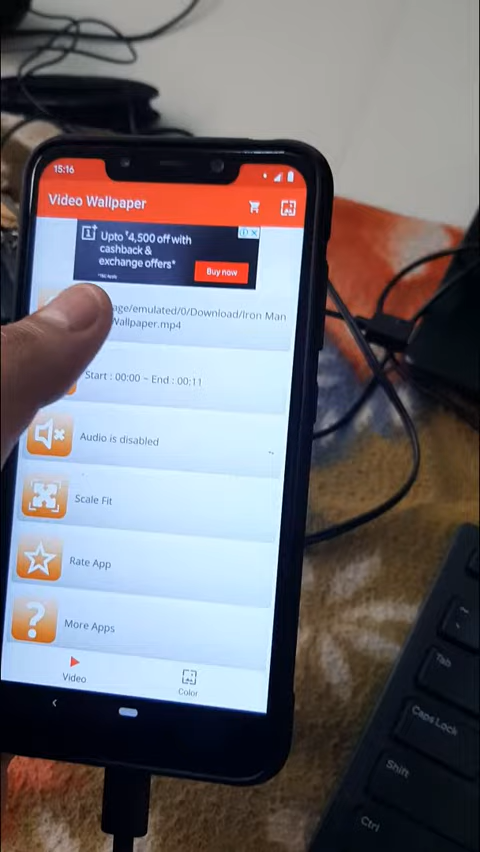 15:16
Video Wallpaper
Upto ₹4,500 off with
cashback &
exchange offers*
Buy now
age/emulated/0/Download/Iron Man
Wallpaper.mp4
Start : 00:00 ~ End : 00:11
Audio is disabled
Scale Fit
Rate App
? More Apps
Video
Color
Tab
Caps Lock
Shift
Ctrl